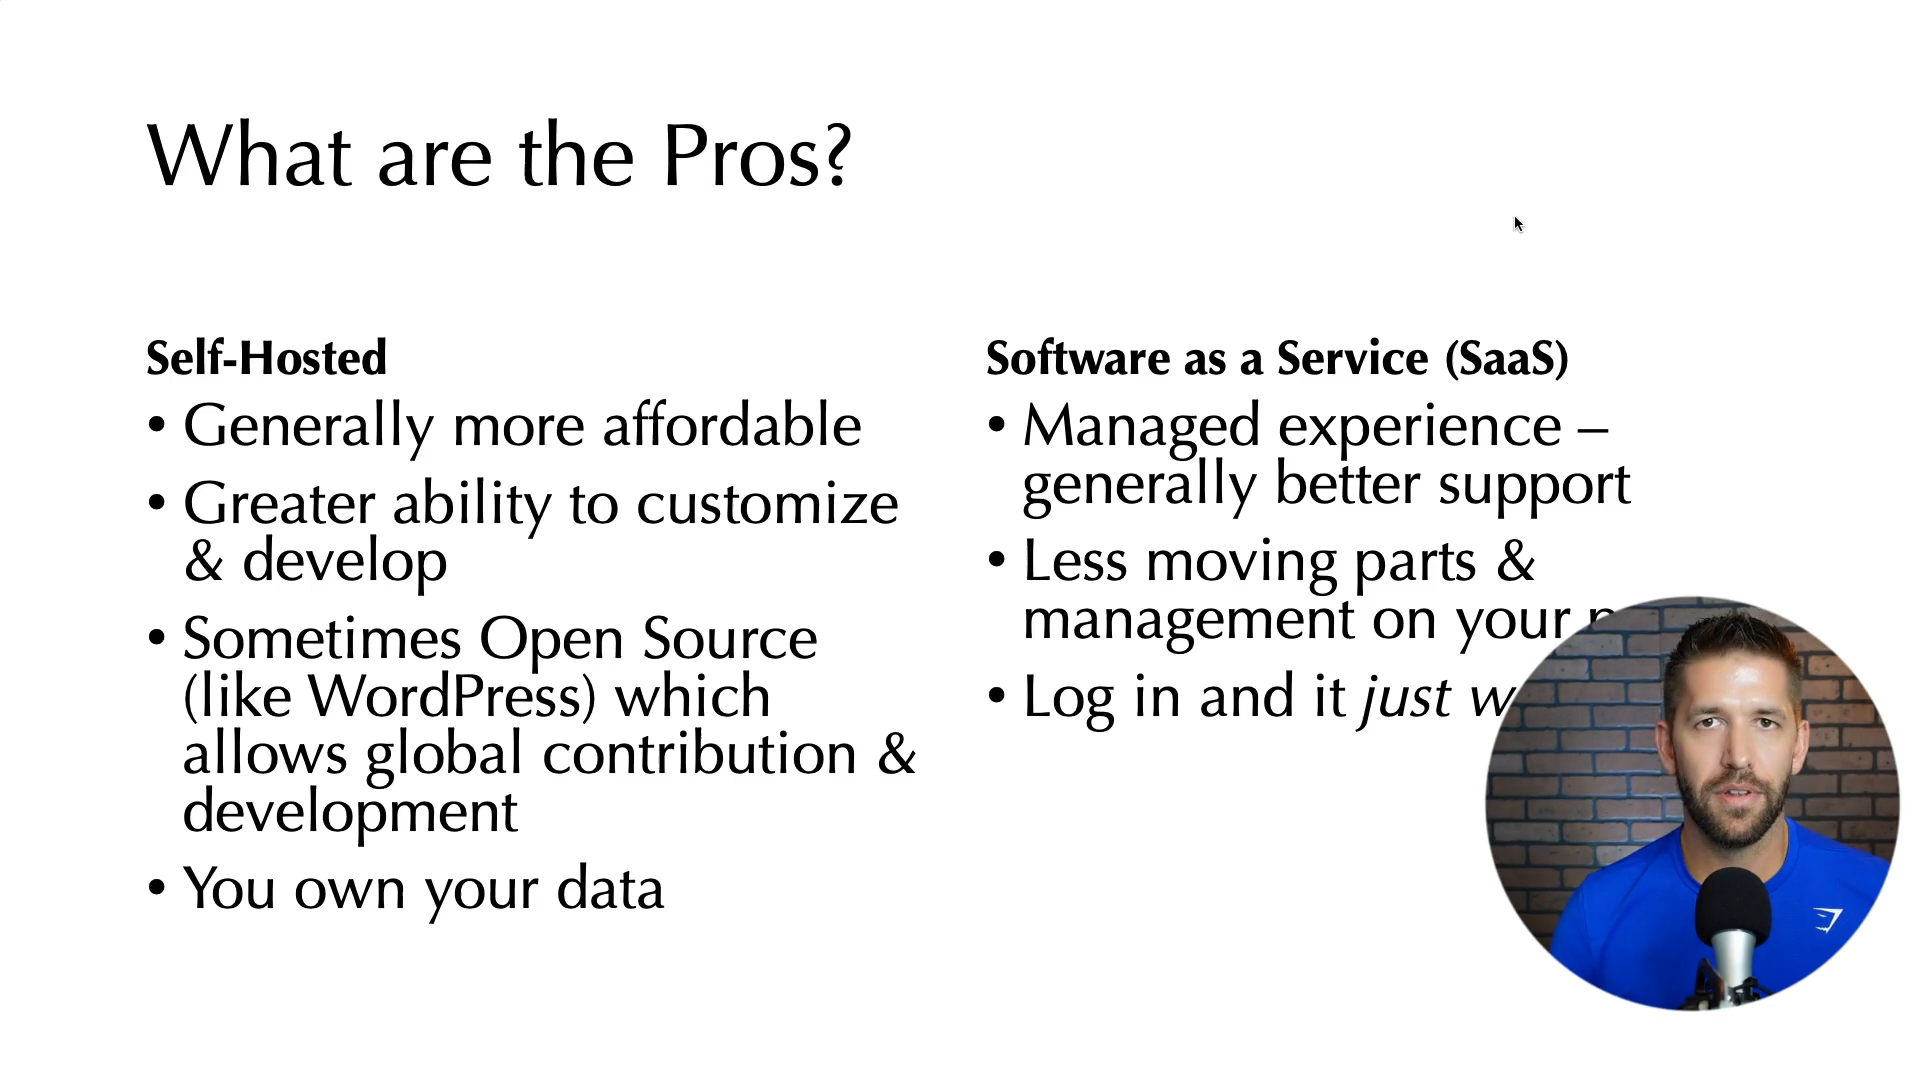 What are the Pros?
Self-Hosted
• Generally more affordable
• Greater ability to customize
& develop
• Sometimes Open Source
(like WordPress) which
allows global contribution &
development
• You own your data
Software as a Service (SaaS)
• Managed experience –
generally better support
• Less moving parts &
management on your
• Log in and it just